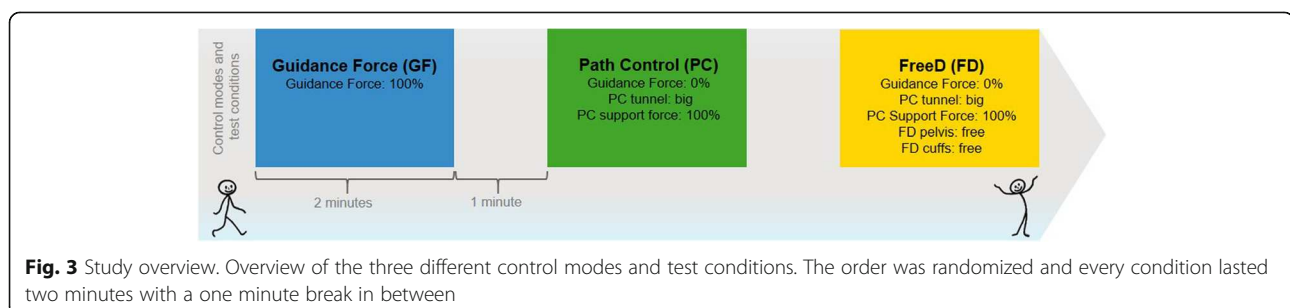 Control modes and
test conditions
Guidance Force (GF)
Guidance Force: 100%
Path Control (PC)
Guidance Force: 0%
PC tunnel: big
PC support force: 100%
FreeD (FD)
Guidance Force: 0%
PC tunnel: big
PC Support Force: 100%
FD pelvis: free
FD cuffs: free
2 minutes
1 minute
Fig. 3 Study overview. Overview of the three different control modes and test conditions. The order was randomized and every condition lasted
two minutes with a one minute break in between